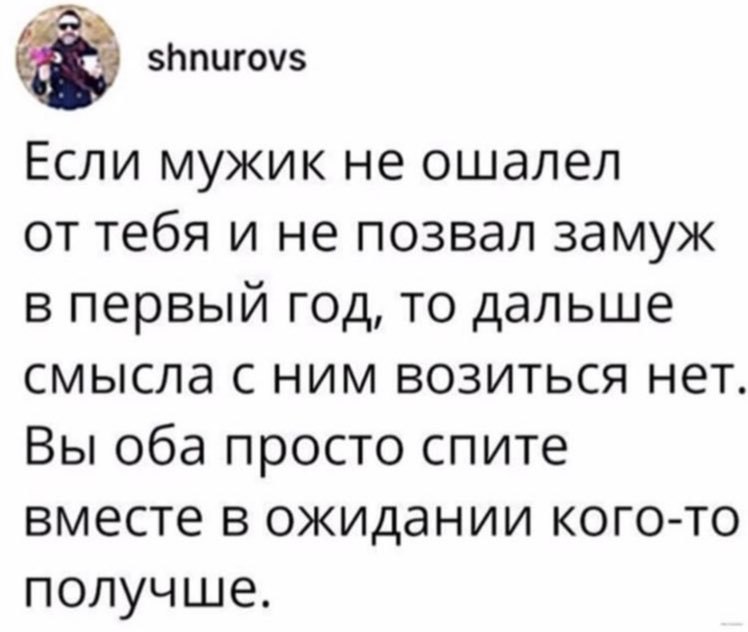 shnurovs
Если мужик не ошалел
от тебя и не позвал замуж
в первый год, то дальше
смысла с ним возиться нет.
Вы оба просто спите
вместе в ожидании кого-то
получше.